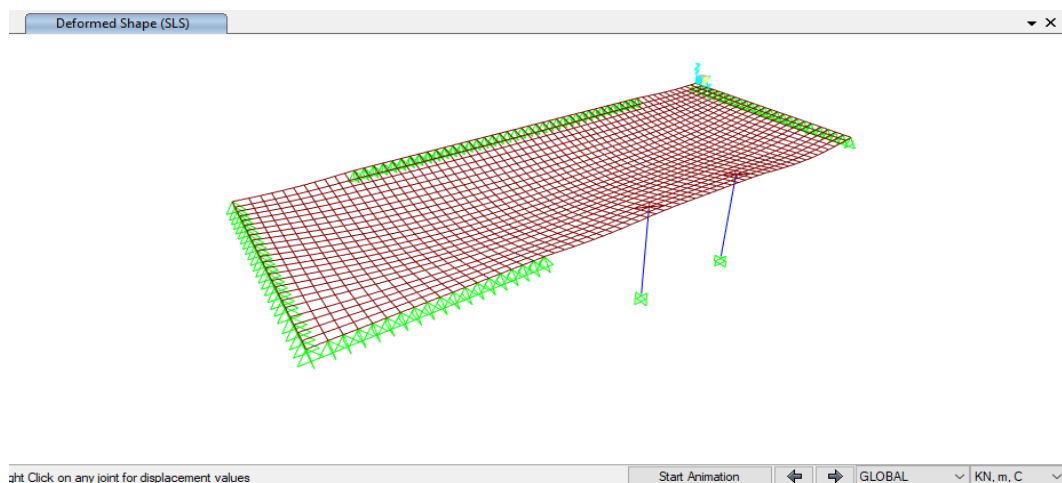 Deformed Shape (SLS)
ght Click on any joint for displacement values
Start Animation
GLOBAL
KN, m, C